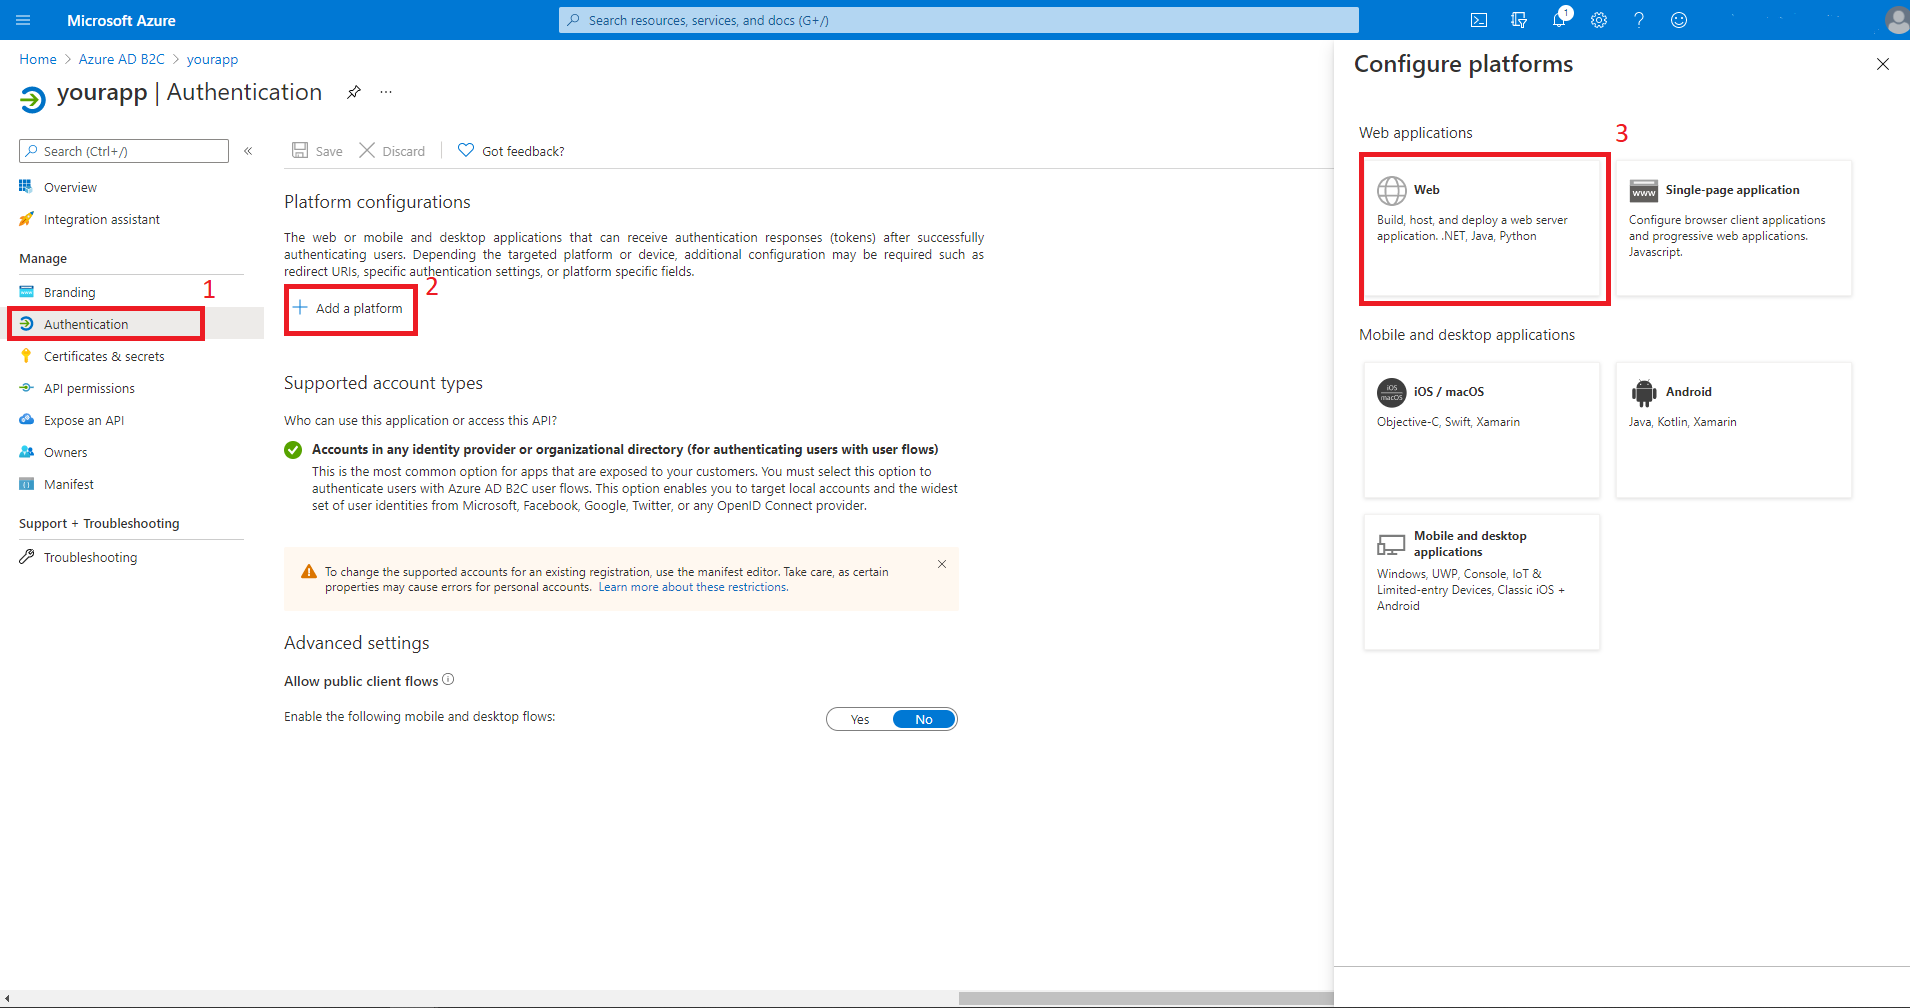 Microsoft Azure
Search resources, services, and docs (G+/)
1
Home > Azure AD B2C > yourapp
yourapp | Authentication
...
Search (Ctrl+/)
«
Overview
Integration assistant
Manage
Branding
1
Authentication
Certificates & secrets
API permissions
Expose an API
Owners
Manifest
Support + Troubleshooting
Troubleshooting
Save
Discard
Got feedback?
Platform configurations
The web or mobile and desktop applications that can receive authentication responses (tokens) after successfully
authenticating users. Depending the targeted platform or device, additional configuration may be required such as
redirect URIs, specific authentication settings, or platform specific fields.
2
Add a platform
Supported account types
Who can use this application or access this API?
Accounts in any identity provider or organizational directory (for authenticating users with user flows)
This is the most common option for apps that are exposed to your customers. You must select this option to
authenticate users with Azure AD B2C user flows. This option enables you to target local accounts and the widest
set of user identities from Microsoft, Facebook, Google, Twitter, or any OpenID Connect provider.
To change the supported accounts for an existing registration, use the manifest editor. Take care, as certain
properties may cause errors for personal accounts. Learn more about these restrictions.
Advanced settings
Allow public client flows
Enable the following mobile and desktop flows:
Yes
No
Configure platforms
Web applications
3
Web
Build, host, and deploy a web server
application. .NET, Java, Python
www
Single-page application
Configure browser client applications
and progressive web applications.
Javascript.
Mobile and desktop applications
iOS
macOS
iOS / macOS
Objective-C, Swift, Xamarin
Android
Java, Kotlin, Xamarin
Mobile and desktop
applications
Windows, UWP, Console, IoT &
Limited-entry Devices, Classic iOS +
Android